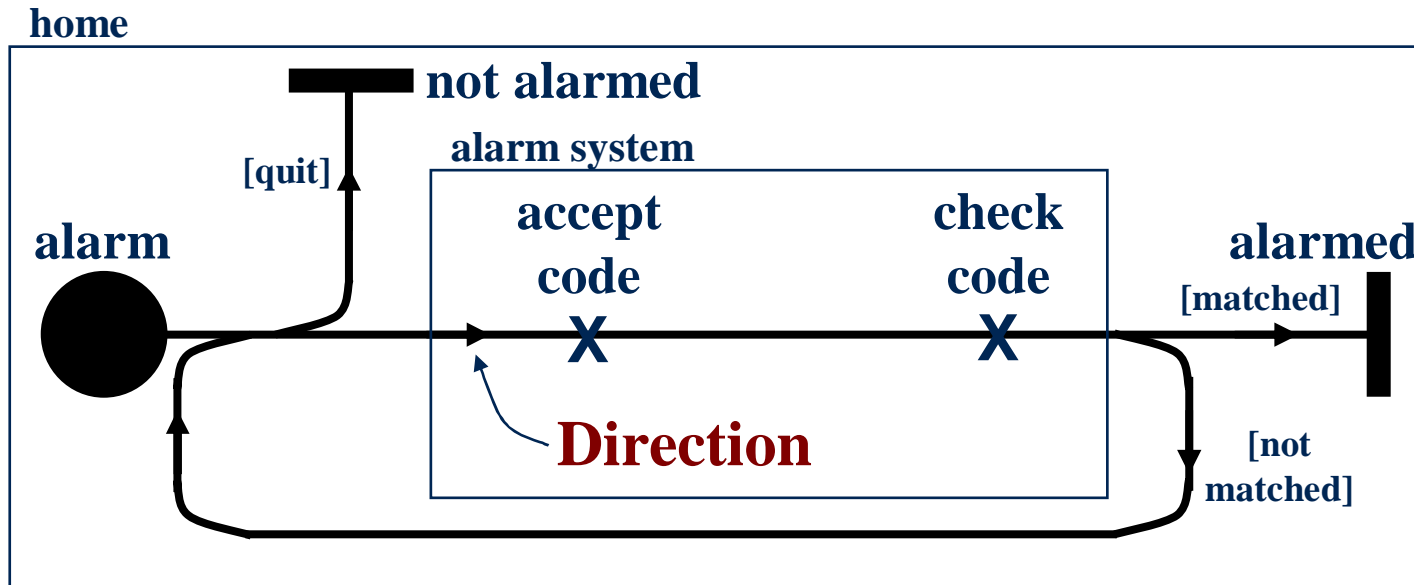 home
not alarmed
alarm system
[quit]
accept
code
check
code
alarm
alarmed
[matched]
X
X
Direction
[not
matched]